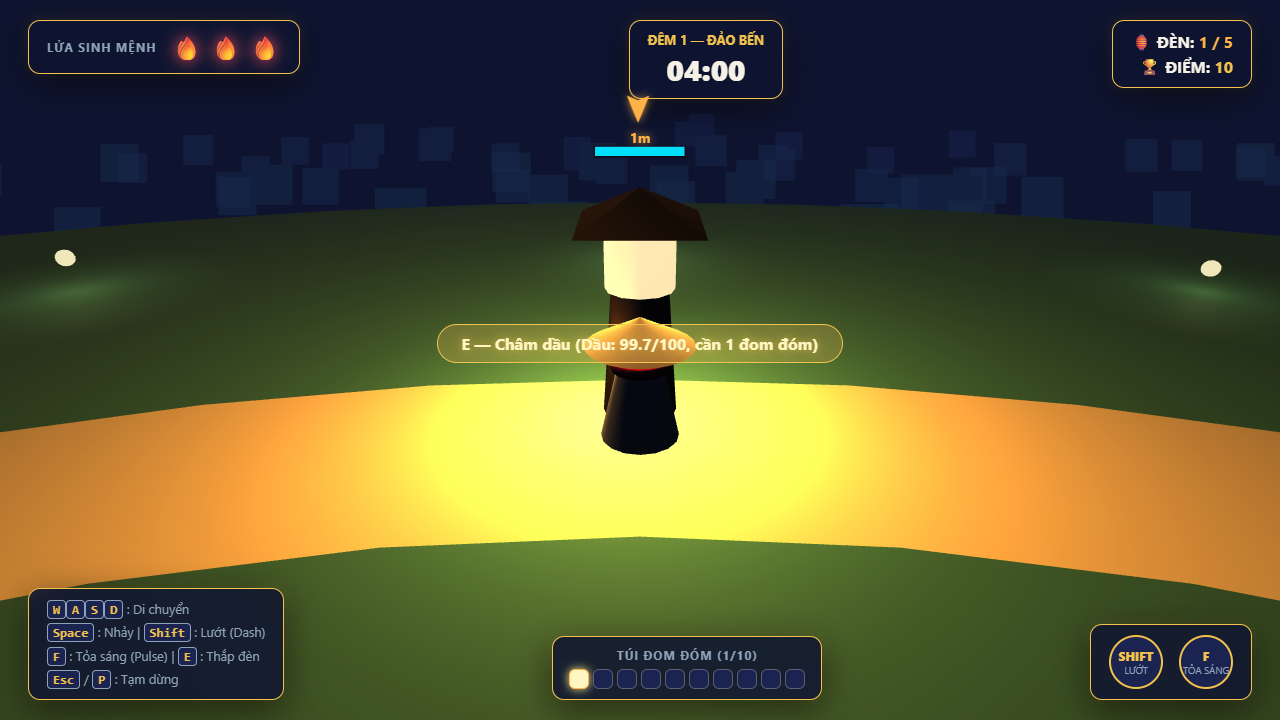 LỬA SINH MỆNH
ĐÊM 1 — ĐẢO BẾN
04:00
ĐÈN: 1 / 5
ĐIỂM: 10
1m
E — Châm dầu (Dầu: 99.7/100, cần 1 đom đóm)
W A S D : Di chuyển
Space : Nhảy | Shift : Lướt (Dash)
F : Tỏa sáng (Pulse) | E : Thắp đèn
Esc / P : Tạm dừng
TÚI ĐOM ĐÓM (1/10)
SHIFT
LƯỚT
F
TỎA SÁNG